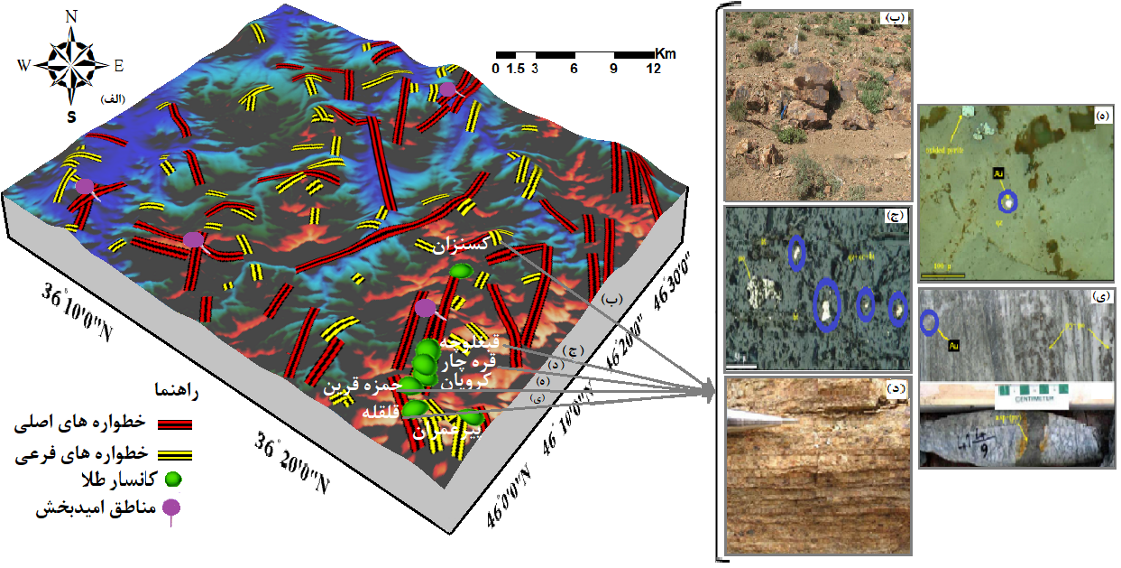 N
W E
S
(الف)
Km
0 1.5 3 6 9 12
کسنزان
قبغلوجه
قره چار
کرویان
حمزه قرنین
قلقله
پیرعمران
36°10'0"N
36°20'0"N
46°0'0"N
46°10'0"N
46°20'0"N
46°30'0"N
(ب)
(ج)
(د)
(ه)
(ی)
راهنما
خطواره های اصلی
خطواره های فرعی
کانسار طلا
مناطق امیدبخش
(ب)
(ج)
(د)
(ه)
Au
(ی)
Au
CENTIMETER